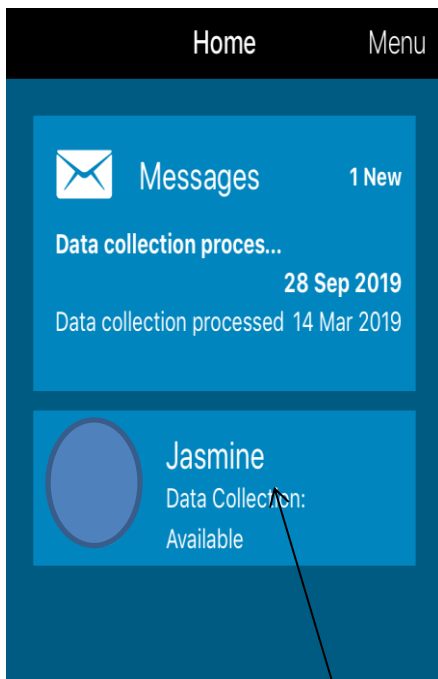 Home Menu
Messages 1 New
Data collection proces...
28 Sep 2019
Data collection processed 14 Mar 2019
Jasmine
Data Collection:
Available